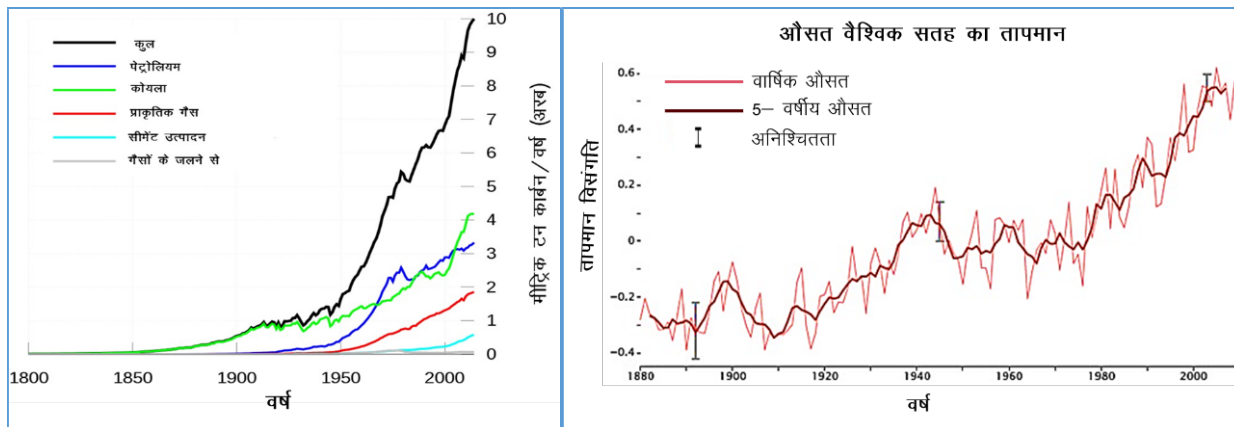 कुल
पेट्रोलियम
कोयला
प्राकृतिक गैस
सीमेंट उत्पादन
गैसों के जलने से
10
9
8
7
6
5
4
3
2
1
0
मीट्रिक टन कार्बन/वर्ष (अरब)
1800 1850 1900 1950 2000
वर्ष
औसत वैश्विक सतह का तापमान
वार्षिक औसत
5– वर्षीय औसत
अनिश्चितता
तापमान विसंगति
0.6
0.4
0.2
0
−0.2
−0.4
1880 1900 1920 1940 1960 1980 2000
वर्ष